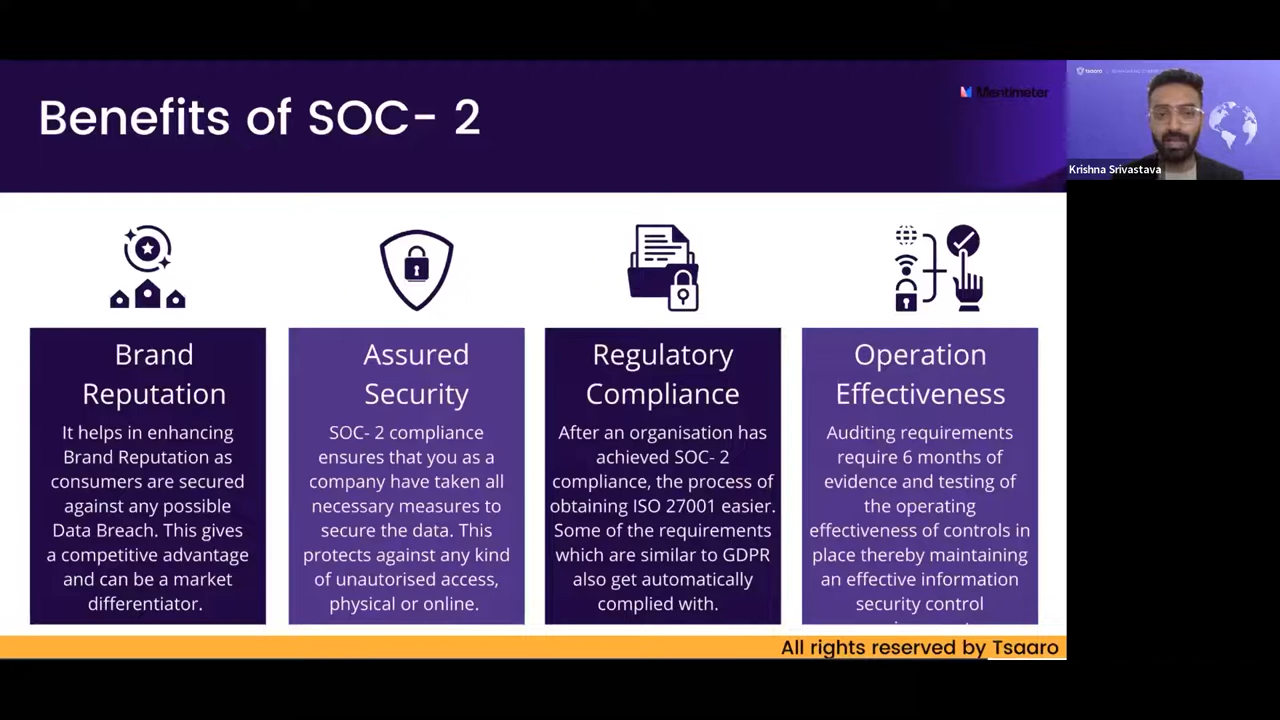 Benefits of SOC- 2
Mentimeter
tsaaro
Krishna Srivastava
Brand
Reputation
It helps in enhancing
Brand Reputation as
consumers are secured
against any possible
Data Breach. This gives
a competitive advantage
and can be a market
differentiator.
Assured
Security
SOC- 2 compliance
ensures that you as a
company have taken all
necessary measures to
secure the data. This
protects against any kind
of unautorised access,
physical or online.
Regulatory
Compliance
After an organisation has
achieved SOC- 2
compliance, the process of
obtaining ISO 27001 easier.
Some of the requirements
which are similar to GDPR
also get automatically
complied with.
Operation
Effectiveness
Auditing requirements
require 6 months of
evidence and testing of
the operating
effectiveness of controls in
place thereby maintaining
an effective information
security control
All rights reserved by Tsaaro